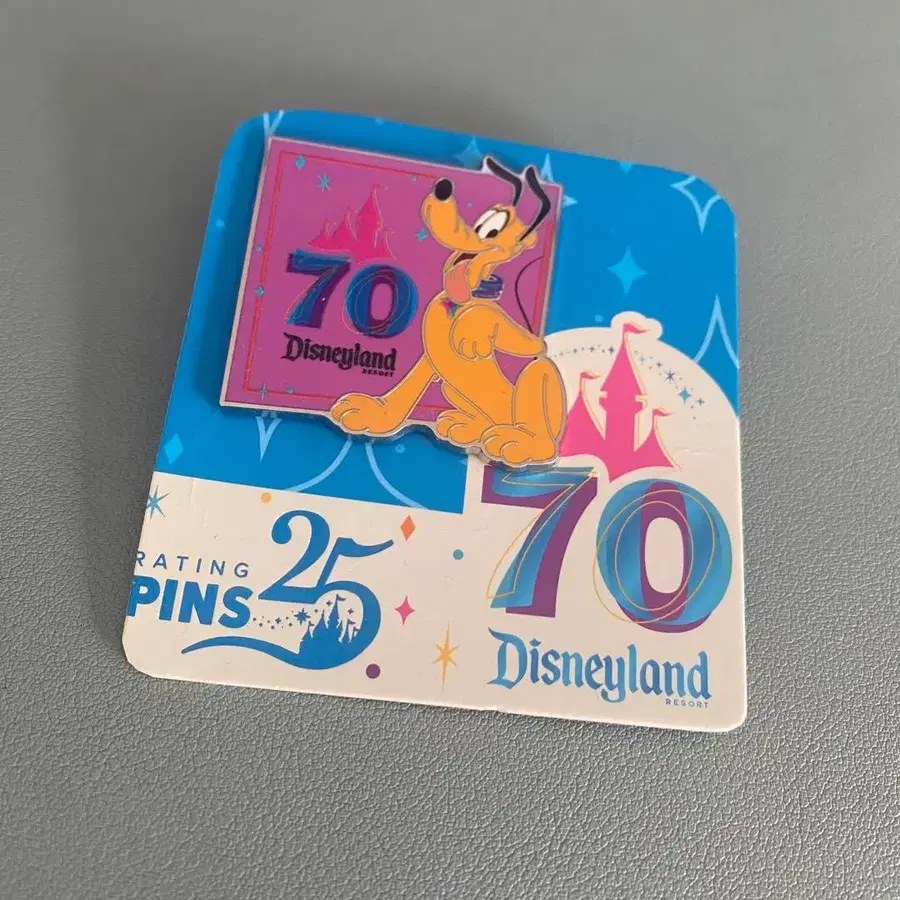 70
Disneyland
RESORT
RATING
PINS
25
70
Disneyland
RESORT